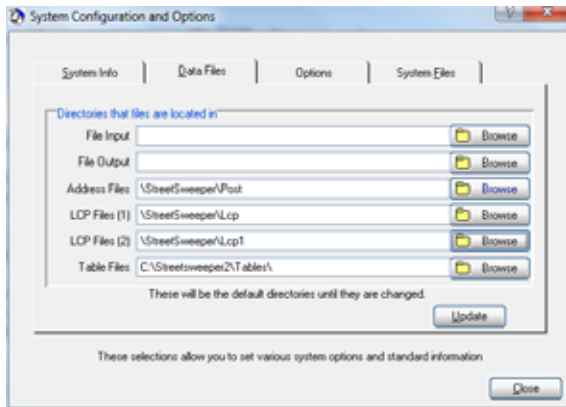 System Configuration and Options
System Info Data Files Options System Files
Directories that files are located in
File Input Browse
File Output Browse
Address Files \StreetSweeper\Post Browse
LCP Files (1) \StreetSweeper\Lcp Browse
LCP Files (2) \StreetSweeper\Lcp1 Browse
Table Files C:\Streetsweeper2\Tables\ Browse
These will be the default directories until they are changed.
Update
These selections allow you to set various system options and standard information
Close